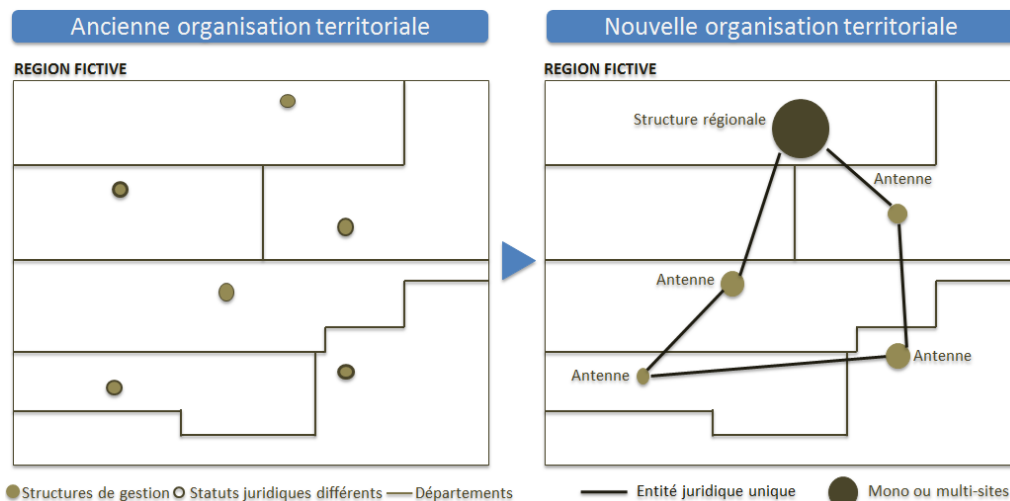 Ancienne organisation territoriale
Nouvelle organisation territoriale
REGION FICTIVE
REGION FICTIVE
Structure régionale
Antenne
Antenne
Antenne
Antenne
Structures de gestion
Statuts juridiques différents
Départements
Entité juridique unique
Mono ou multi-sites